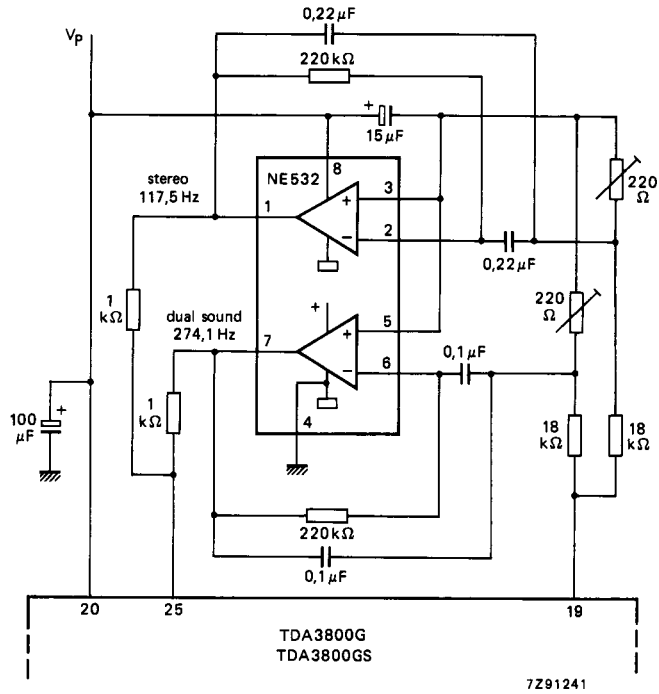 0,22 µF
Vp
220 kΩ
+
15 µF
8
stereo
117,5 Hz
NE532
3
220
Ω
1
+
2
−
0,22 µF
1
kΩ
dual sound
274,1 Hz
+
220
Ω
7
+
5
−
6
0,1 µF
100
µF
+
1
kΩ
4
18
kΩ
18
kΩ
220 kΩ
0,1 µF
20
25
19
TDA3800G
TDA3800GS
7Z91241